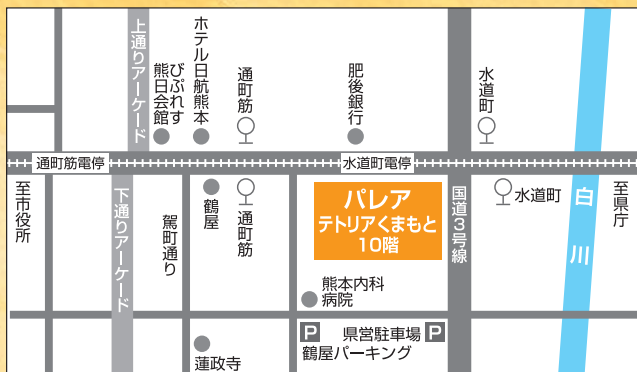 上通りアーケード
びぷれす
熊日会館
ホテル日航熊本
通町筋
肥後銀行
水道町
通町筋電停
水道町電停
至市役所
下通りアーケード
駕町通り
鶴屋
通町筋
パレア
テトリアくまもと
10階
国道3号線
水道町
白川
至県庁
熊本内科
病院
蓮政寺
P 県営駐車場 P
鶴屋パーキング